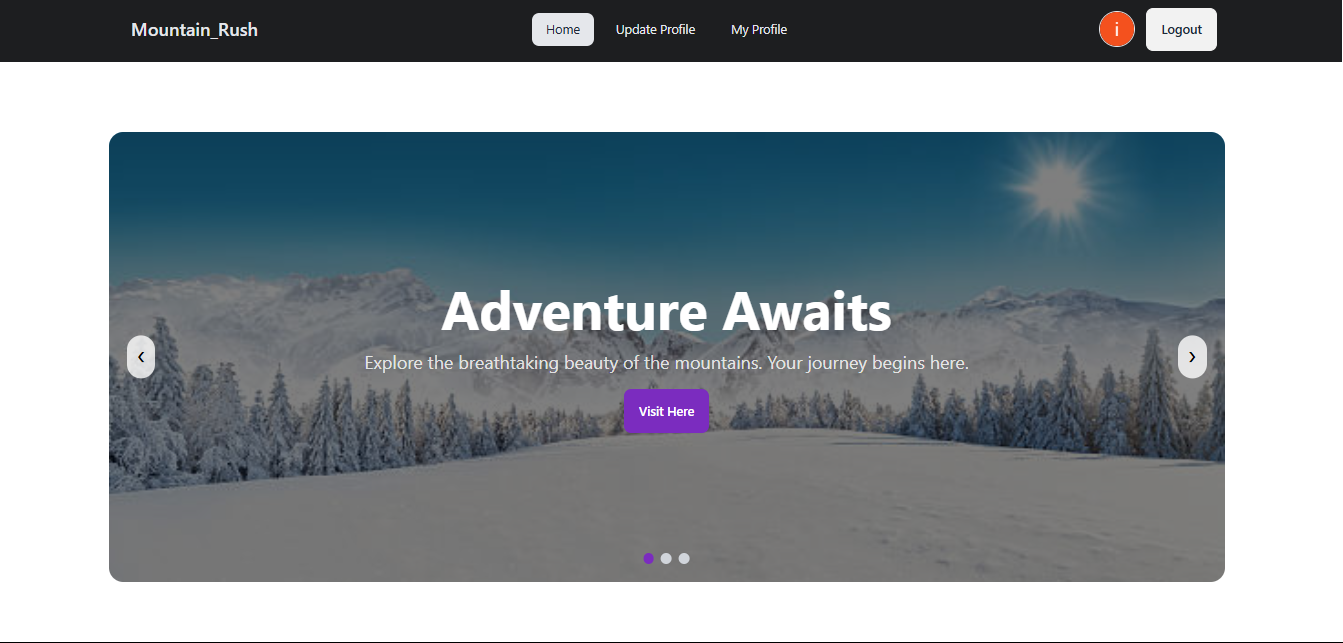 Mountain_Rush
Home
Update Profile
My Profile
i
Logout
Adventure Awaits
Explore the breathtaking beauty of the mountains. Your journey begins here.
Visit Here